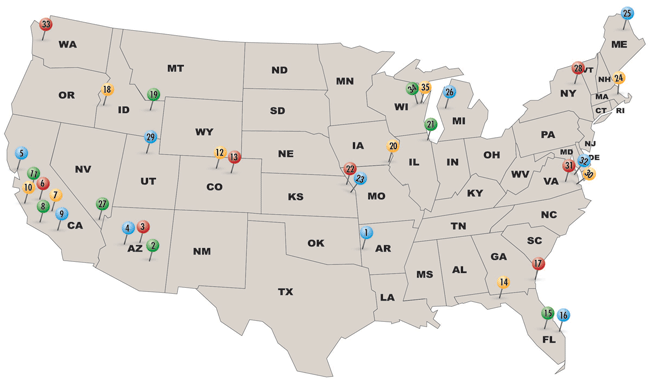 25
33
WA
ME
MT
ND
28
VT
MN
NH
24
18
19
34
35
26
OR
ID
WI
NY
MA
SD
MI
CT
RI
21
WY
29
PA
IA
20
NJ
5
12
13
NE
OH
MD
32
DE
IL
IN
31
NV
11
22
23
WV
VA
30
10
6
UT
CO
MO
KY
7
KS
27
8
9
NC
CA
4
3
TN
1
SC
AZ
2
NM
OK
AR
GA
17
MS
AL
14
TX
LA
15
16
FL